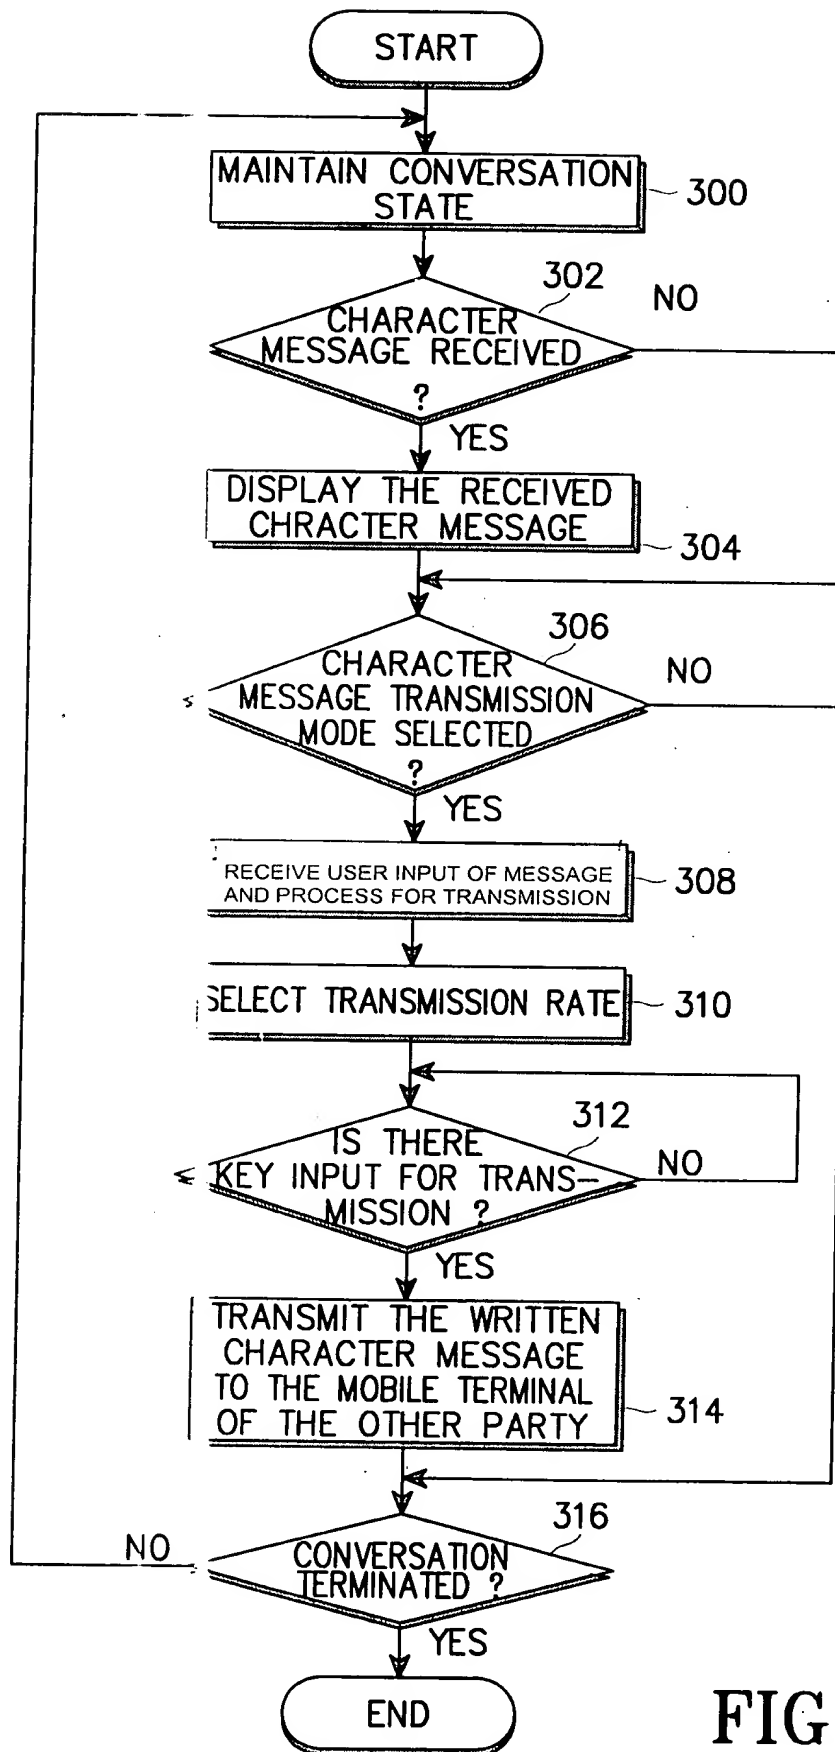 START
MAINTAIN CONVERSATION
STATE
300
302
NO
CHARACTER
MESSAGE RECEIVED
?
YES
DISPLAY THE RECEIVED
CHRACTER MESSAGE
304
306
NO
CHARACTER
MESSAGE TRANSMISSION
MODE SELECTED
?
YES
RECEIVE USER INPUT OF MESSAGE
AND PROCESS FOR TRANSMISSION
308
SELECT TRANSMISSION RATE
310
312
IS THERE
KEY INPUT FOR TRANS-
MISSION ?
NO
YES
TRANSMIT THE WRITTEN
CHARACTER MESSAGE
TO THE MOBILE TERMINAL
OF THE OTHER PARTY
314
316
NO
CONVERSATION
TERMINATED ?
YES
END
FIG